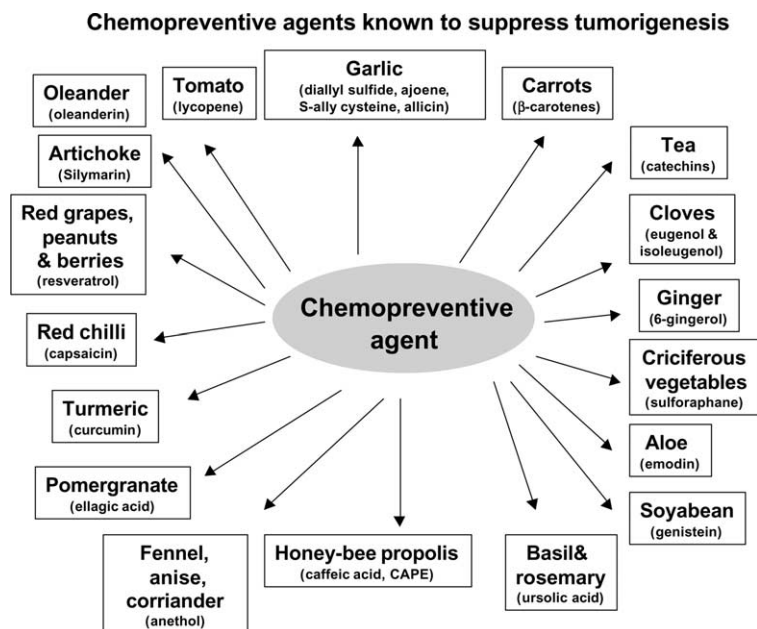 Chemopreventive agents known to suppress tumorigenesis
Oleander
(oleanderin)
Tomato
(lycopene)
Garlic
(diallyl sulfide, ajoene,
S-ally cysteine, allicin)
Carrots
(β-carotenes)
Artichoke
(Silymarin)
Tea
(catechins)
Red grapes,
peanuts
& berries
(resveratrol)
Cloves
(eugenol &
isoleugenol)
Chemopreventive
agent
Ginger
(6-gingerol)
Red chilli
(capsaicin)
Criciferous
vegetables
(sulforaphane)
Turmeric
(curcumin)
Aloe
(emodin)
Pomergranate
(ellagic acid)
Soyabean
(genistein)
Fennel,
anise,
corriander
(anethol)
Honey-bee propolis
(caffeic acid, CAPE)
Basil&
rosemary
(ursolic acid)